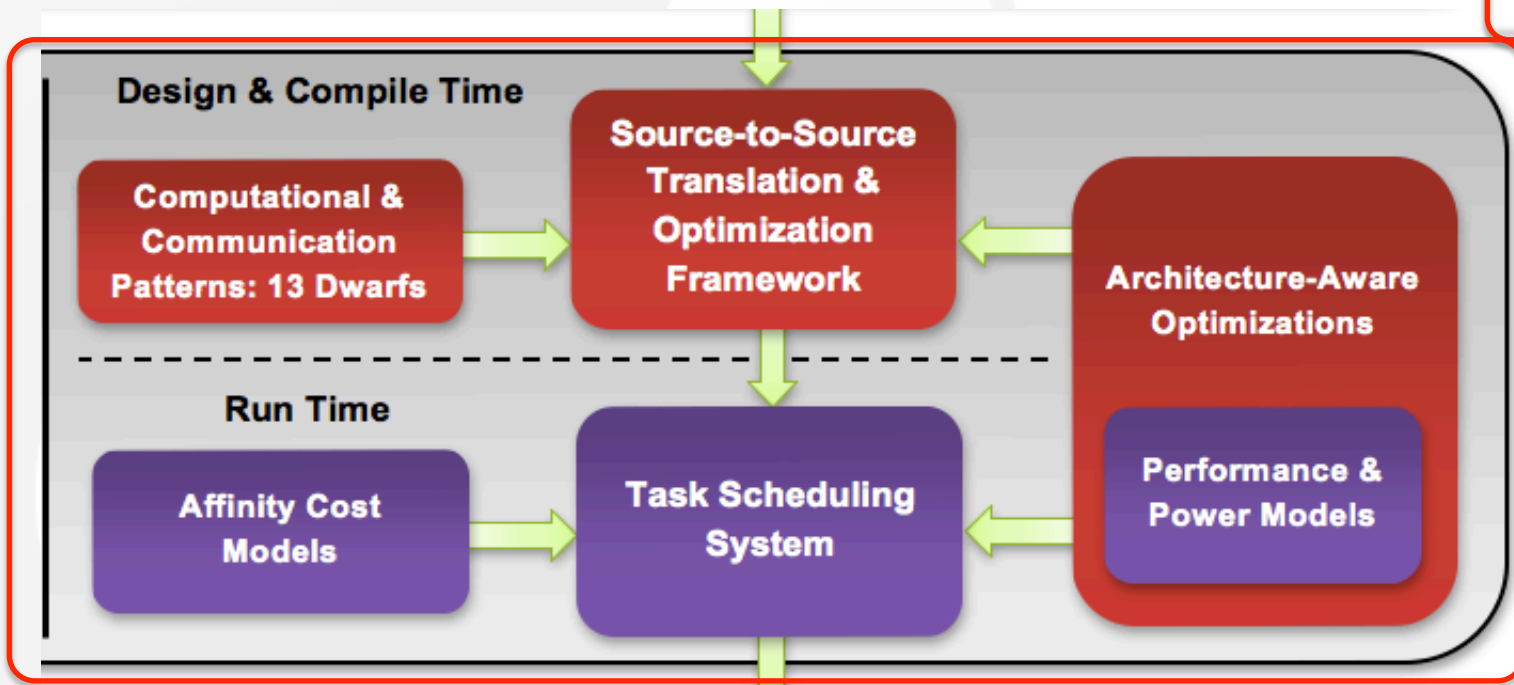 Design & Compile Time
Source-to-Source
Translation &
Optimization
Framework
Computational &
Communication
Patterns: 13 Dwarfs
Architecture-Aware
Optimizations
Run Time
Affinity Cost
Models
Task Scheduling
System
Performance &
Power Models